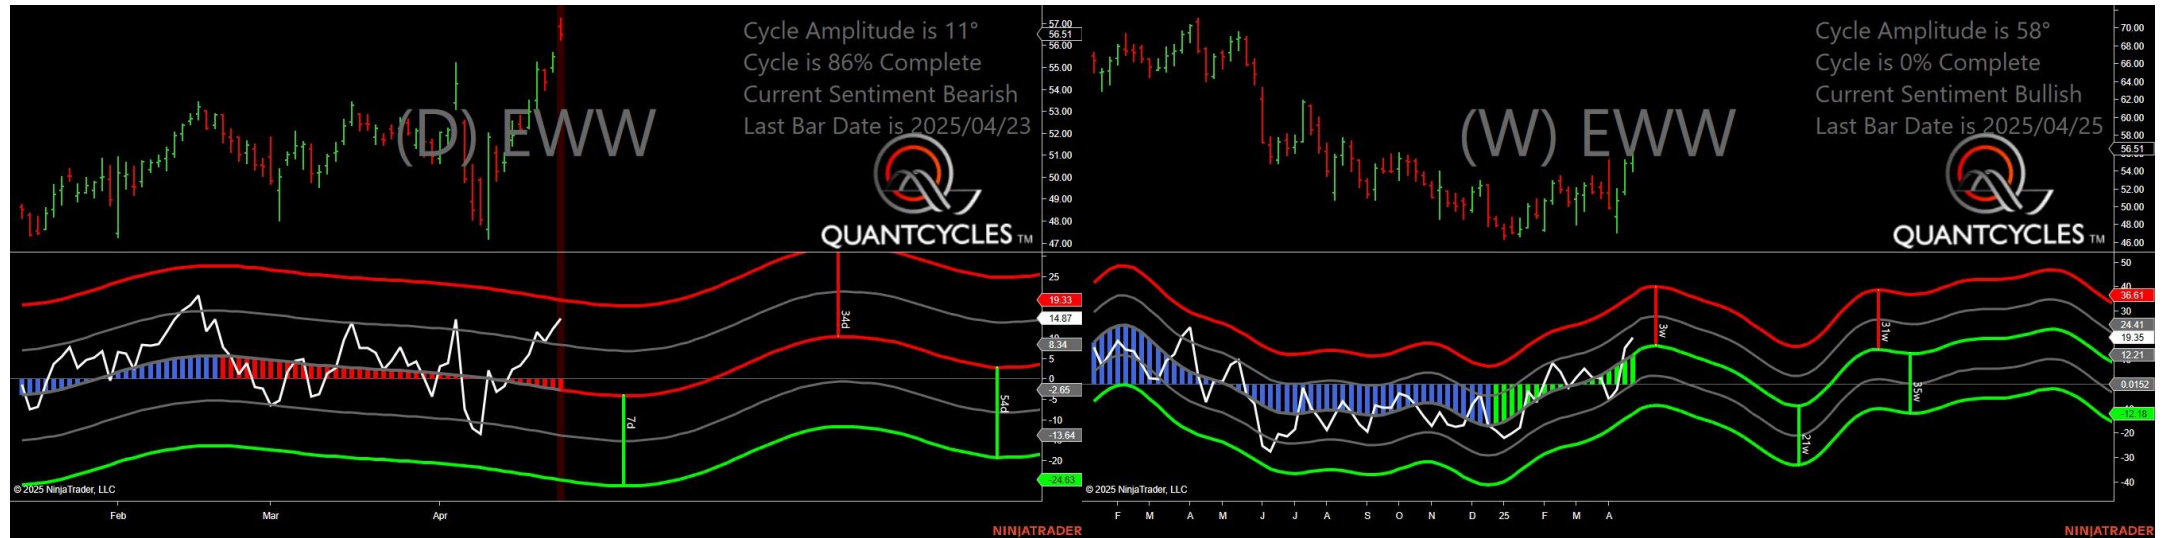 Cycle Amplitude is 11°
Cycle is 86% Complete
Current Sentiment Bearish
Last Bar Date is 2025/04/23
(D) EWW
QUANTCYCLES TM
57.00
56.51
56.00
55.00
54.00
53.00
52.00
51.00
50.00
49.00
48.00
47.00
25
19.33
14.87
8.34
5
0
-2.65
-5
-10
-13.64
-20
-24.63
34d
7d
54d
© 2025 NinjaTrader, LLC
Feb
Mar
Apr
NINJATRADER
Cycle Amplitude is 58°
Cycle is 0% Complete
Current Sentiment Bullish
Last Bar Date is 2025/04/25
(W) EWW
QUANTCYCLES TM
70.00
68.00
66.00
64.00
62.00
60.00
58.00
56.51
54.00
52.00
50.00
48.00
46.00
50
40
36.61
30
24.41
19.35
12.21
0.0152
-12.18
-20
-30
-40
3w
31w
35w
21w
© 2025 NinjaTrader, LLC
F M A M J J A S O N D 25 F M A
NINJATRADER